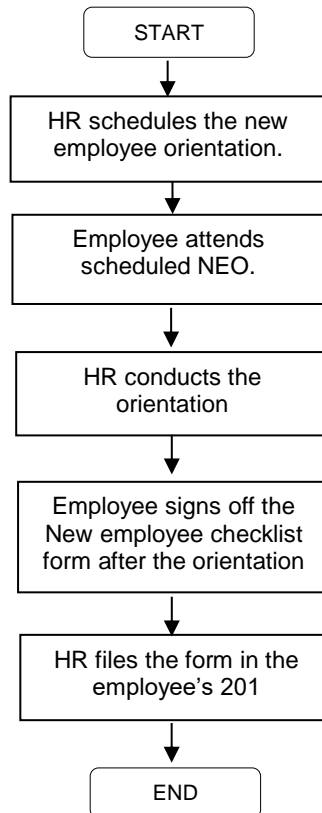 START
HR schedules the new
employee orientation.
Employee attends
scheduled NEO.
HR conducts the
orientation
Employee signs off the
New employee checklist
form after the orientation
HR files the form in the
employee’s 201
END